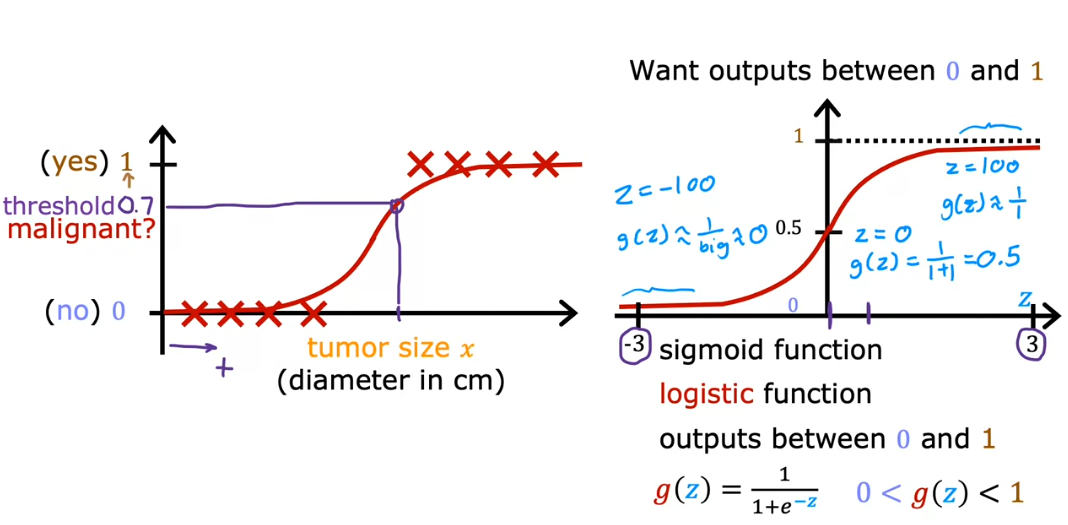 (yes) 1
threshold 0.7
malignant?
(no) 0
+
tumor size x
(diameter in cm)
Want outputs between 0 and 1
1
z=-100
g(z) ≈ 1/big ≈ 0
0.5
z=100
g(z) ≈ 1/1
z=0
g(z) = 1/1+1 =0.5
0
z
-3
3
sigmoid function
logistic function
outputs between 0 and 1
g(z) = 1/1+e^-z 0 < g(z) < 1